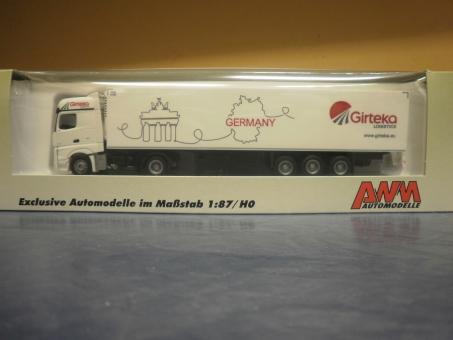 Girteka
GERMANY
Girteka
LOGISTICS
www.girteka.eu
Exclusive Automodelle im Maßstab 1:87/H0
AWM
AUTOMODELLE